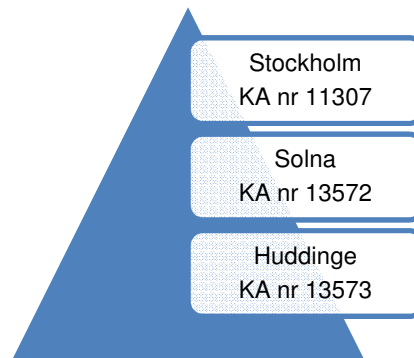 Stockholm
KA nr 11307
Solna
KA nr 13572
Huddinge
KA nr 13573